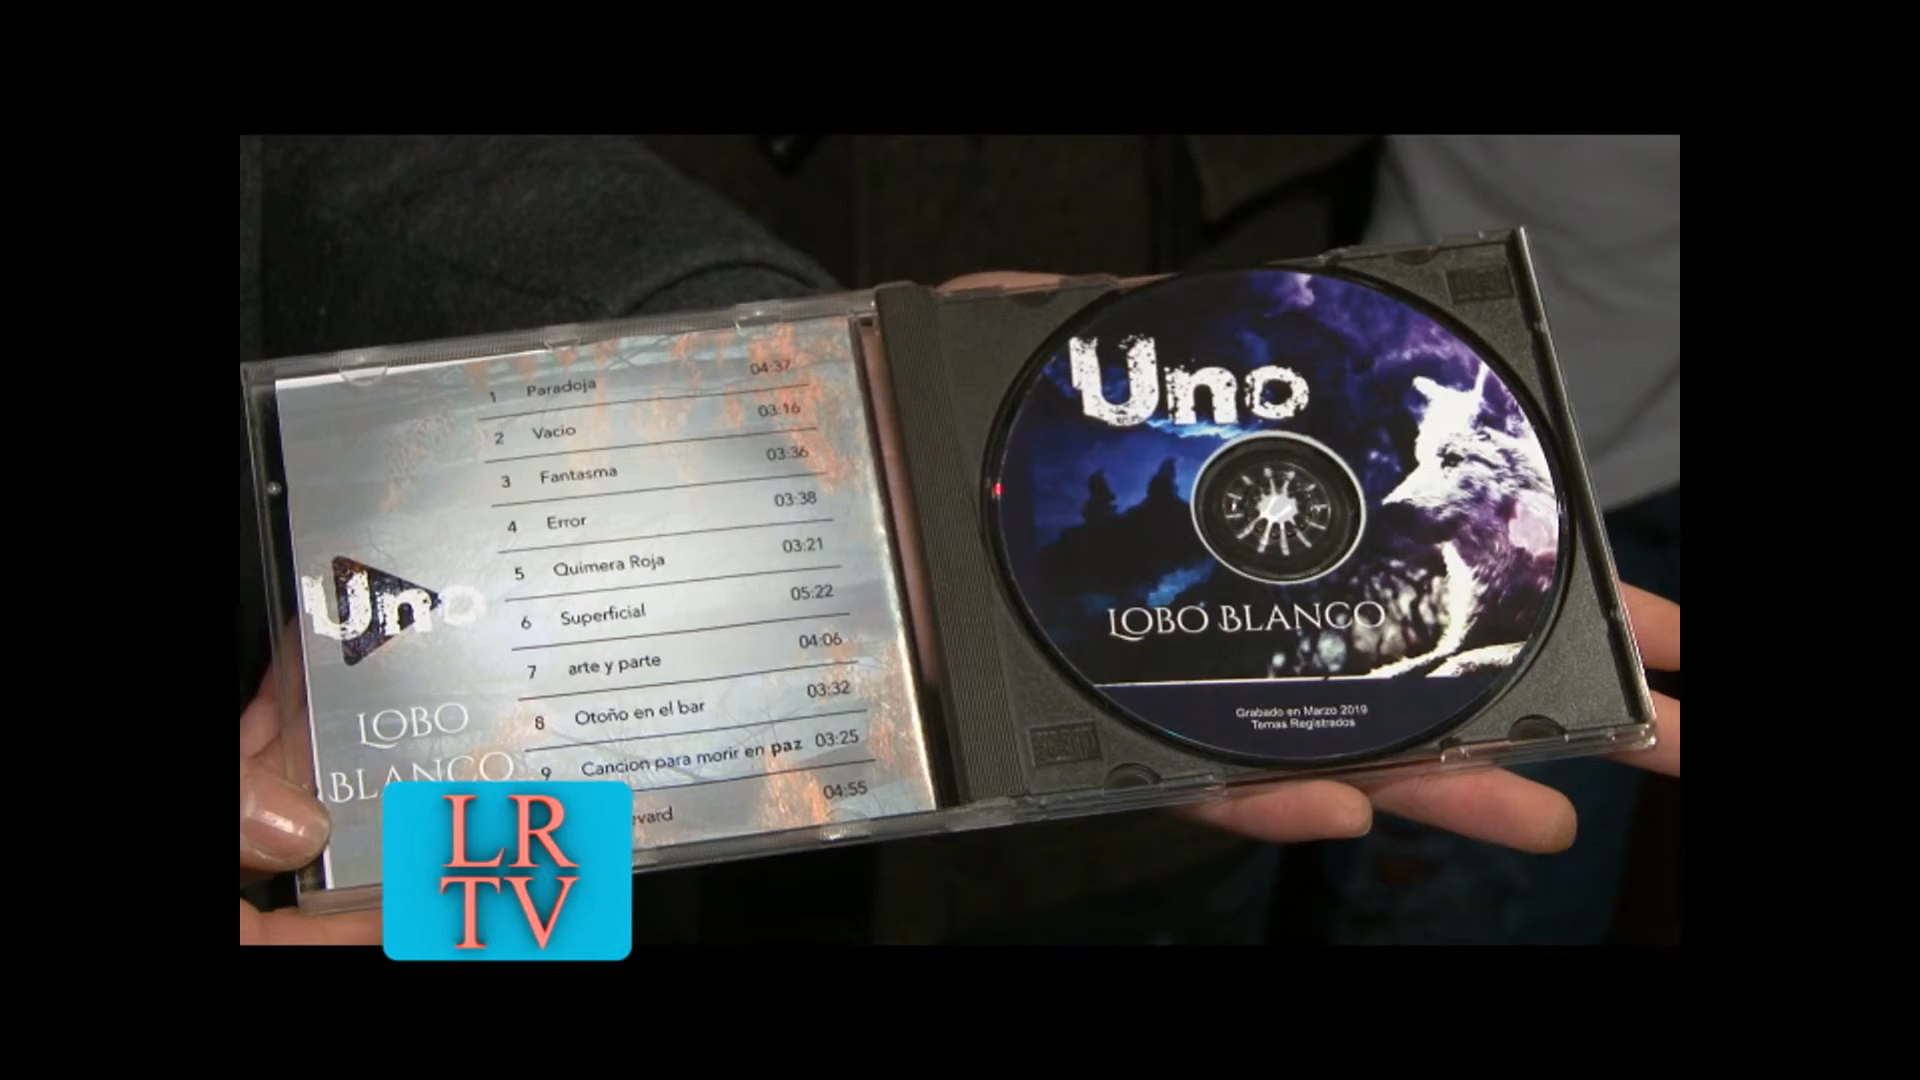 1 Paradoja 04:37
2 Vacio 03:16
3 Fantasma 03:36
4 Error 03:38
5 Quimera Roja 03:21
6 Superficial 05:22
7 arte y parte 04:06
8 Otoño en el bar 03:32
9 Cancion para morir en paz 03:25
04:55
Uno
LOBO
BLANCO
Uno
LOBO BLANCO
Grabado en Marzo 2019
Temas Registrados
LR
TV